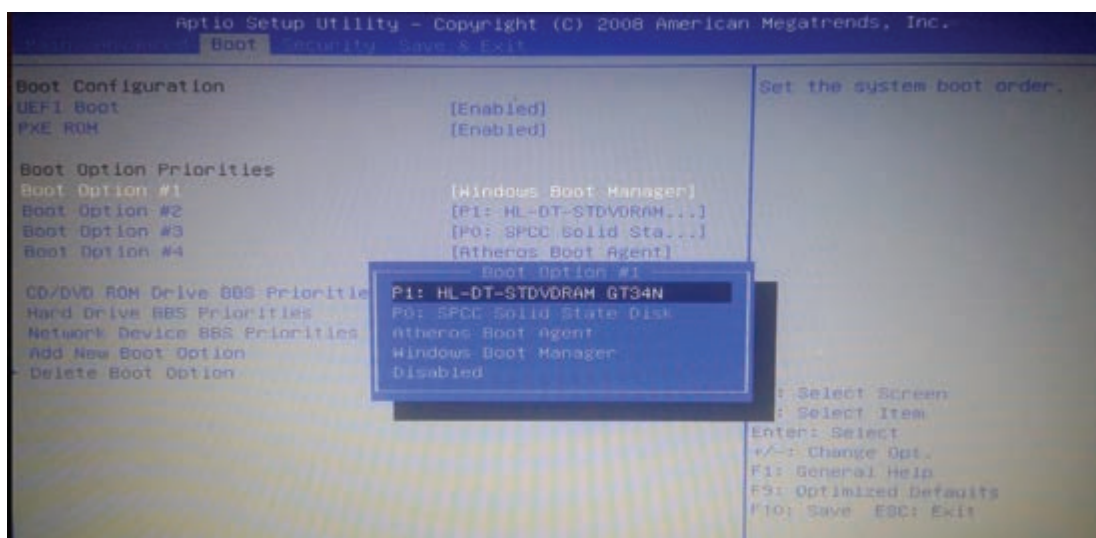 Aptio Setup Utility - Copyright (C) 2008 American Megatrends, Inc.
Main Advanced Boot Security Save & Exit
Boot Configuration
UEFI Boot [Enabled]
PXE ROM [Enabled]
Boot Option Priorities
Boot Option #1 [Windows Boot Manager]
Boot Option #2 [P1: HL-DT-STDVDRAM...]
Boot Option #3 [P0: SPCC Solid Sta...]
Boot Option #4 [Atheros Boot Agent]
CD/DVD ROM Drive BBS Prioritie
Hard Drive BBS Priorities
Network Device BBS Priorities
Add New Boot Option
Delete Boot Option
Boot Option #1
P1: HL-DT-STDVDRAM GT34N
P0: SPCC Solid State Disk
Atheros Boot Agent
Windows Boot Manager
Disabled
Set the system boot order.
: Select Screen
: Select Item
Enter: Select
+/-: Change Opt.
F1: General Help
F9: Optimized Defaults
F10: Save ESC: Exit